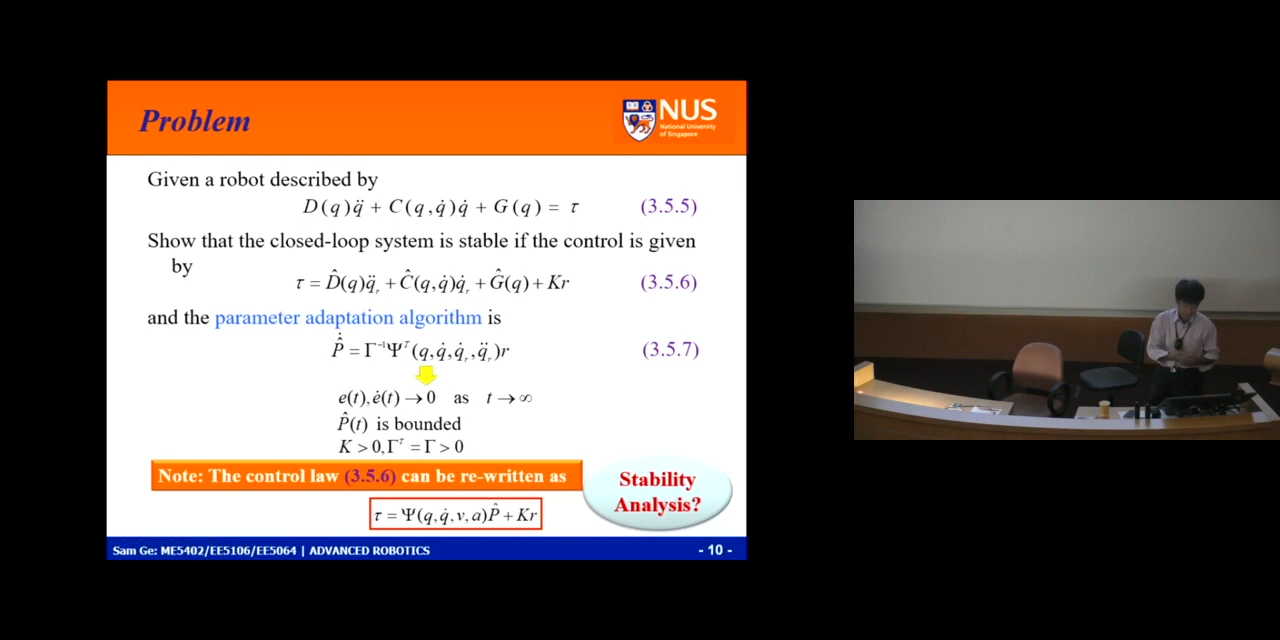 Problem
NUS
National University
of Singapore
Given a robot described by
D(q)q̈ + C(q,q̇)q̇ + G(q) = τ (3.5.5)
Show that the closed-loop system is stable if the control is given
by
τ = D̂(q)q̈ᵣ + Ĉ(q,q̇)q̇ᵣ + Ĝ(q) + Kr (3.5.6)
and the parameter adaptation algorithm is
P̂̇ = Γ⁻¹Ψᵀ(q,q̇,q̇ᵣ,q̈ᵣ)r (3.5.7)
e(t),ė(t) → 0 as t → ∞
P̂(t) is bounded
K > 0,Γᵀ = Γ > 0
Note: The control law (3.5.6) can be re-written as
Stability
Analysis?
τ = Ψ(q,q̇,v,a)P̂ + Kr
Sam Ge: ME5402/EE5106/EE5064 | ADVANCED ROBOTICS - 10 -